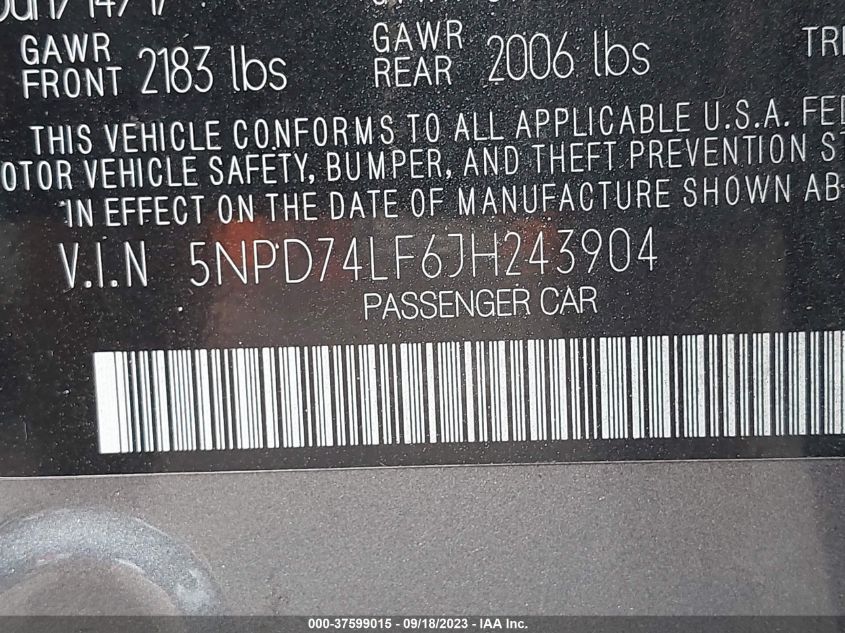 GAWR FRONT 2183 lbs GAWR REAR 2006 lbs
THIS VEHICLE CONFORMS TO ALL APPLICABLE U.S.A. FED
OTOR VEHICLE SAFETY, BUMPER, AND THEFT PREVENTION S
IN EFFECT ON THE DATE OF MANUFACTURE SHOWN AB
V.I.N 5NPD74LF6JH243904
PASSENGER CAR
000-37599015 - 09/18/2023 - IAA Inc.